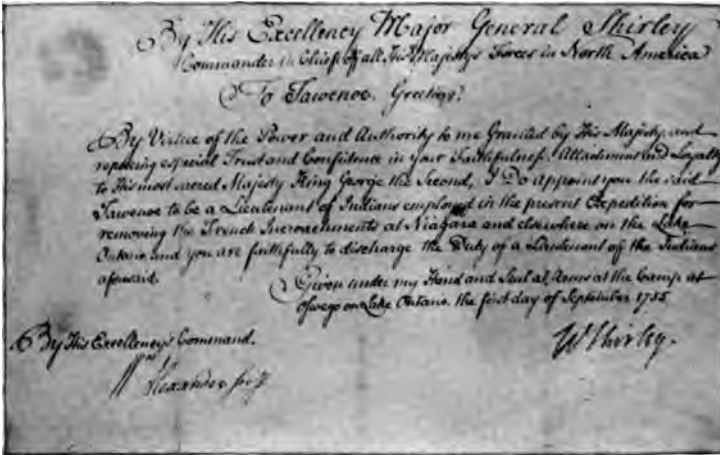 By His Excellency Major General Shirley
Commander in Chief of all His Majesty's Forces in North America
To Sawenoe. Greeting!
By Virtue of the Power and Authority to me Granted by His Majesty, and
reposing especial Trust and Confidence in your Faithfulness, Attachment and Loyalty
to His most sacred Majesty King George the Second, I Do appoint you the said
Sawenoe to be a Lieutenant of Indians employed in the present Expedition for
removing the French Incroachments at Niagara and elsewhere on the Lake
Ontario and you are faithfully to discharge the Duty of a Lieutenant of the Indians
aforesaid.
Given under my Hand and Seal at Arms at the Camp at
Oswego on Lake Ontario the first day of September 1755
By His Excellency's Command.
W Shirley.
Wm Alexander Secy